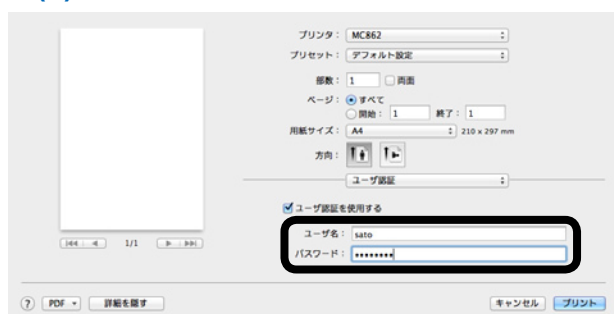 プリンタ： MC862
プリセット： デフォルト設定
部数： 1 両面
ページ： すべて
開始： 1 終了： 1
用紙サイズ： A4 210 x 297 mm
方向：
ユーザ認証
ユーザ認証を使用する
ユーザ名： sato
パスワード： ••••••••
1/1
? PDF 詳細を隠す キャンセル プリント